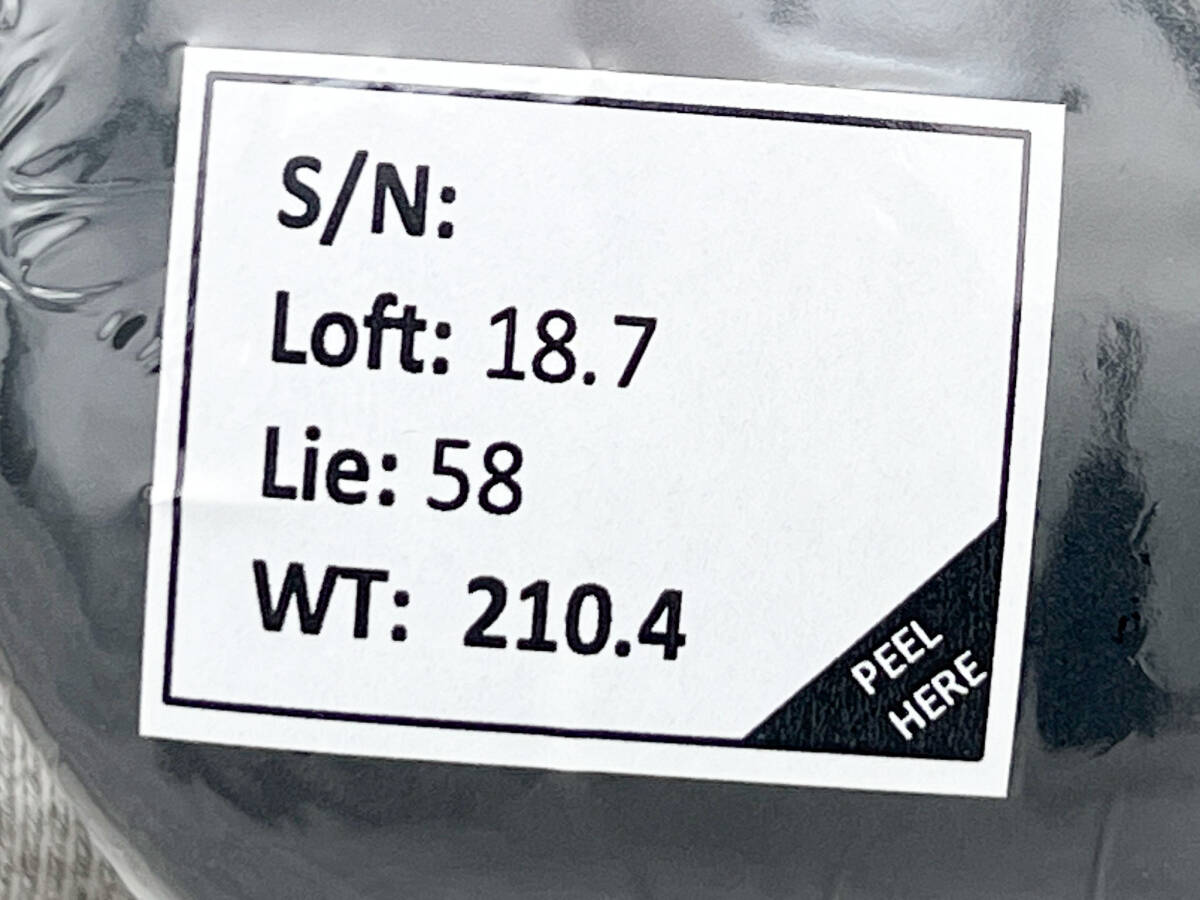 S/N:
Loft: 18.7
Lie: 58
WT: 210.4
PEEL
HERE